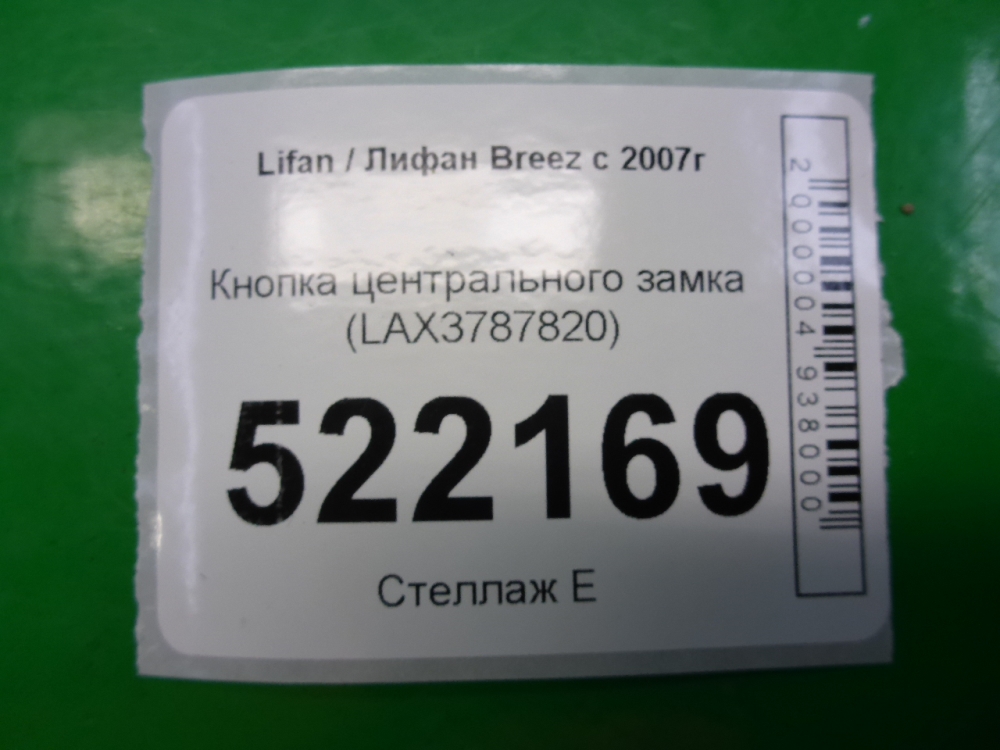 Lifan / Лифан Breez с 2007г
Кнопка центрального замка
(LAX3787820)
522169
Стеллаж Е
2000004938000